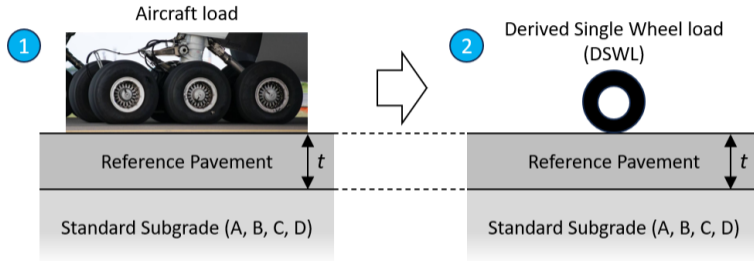 1
Aircraft load
Reference Pavement
t
Standard Subgrade (A, B, C, D)
2
Derived Single Wheel load
(DSWL)
Reference Pavement
t
Standard Subgrade (A, B, C, D)